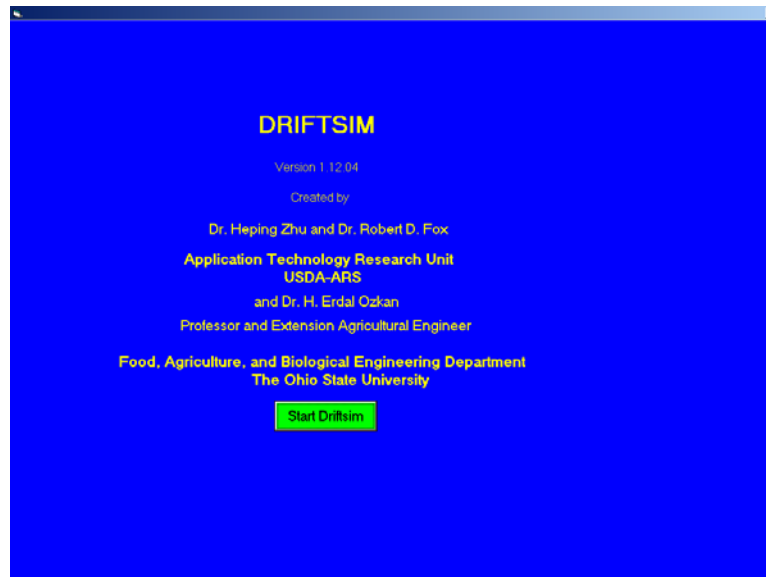 DRIFTSIM
Version 1.12.04
Created by
Dr. Heping Zhu and Dr. Robert D. Fox
Application Technology Research Unit
USDA-ARS
and Dr. H. Erdal Ozkan
Professor and Extension Agricultural Engineer
Food, Agriculture, and Biological Engineering Department
The Ohio State University
Start Driftsim